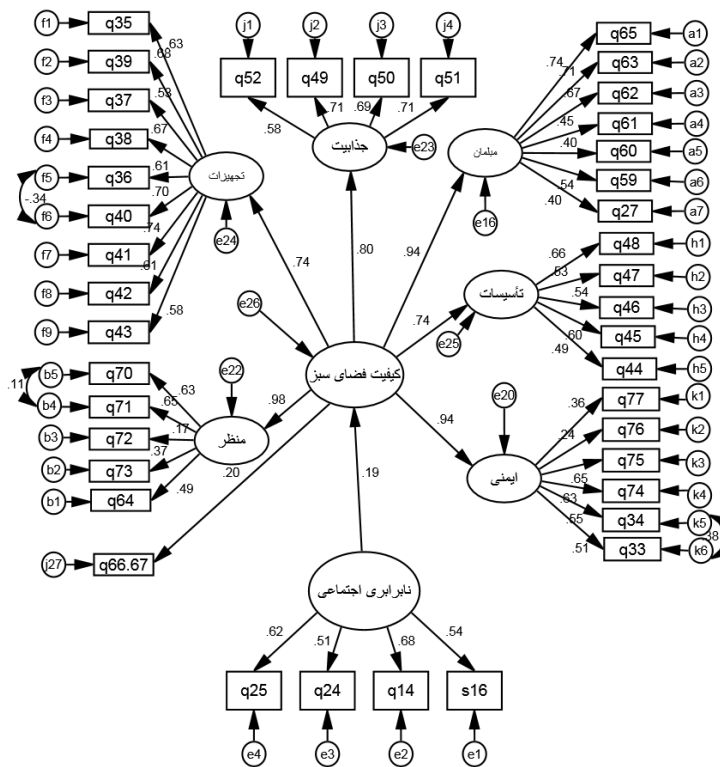 f1
q35
.63
f2
q39
.68
f3
q37
.53
f4
q38
.67
f5
q36
.61
-.34
f6
q40
.70
f7
q41
.74
f8
q42
.61
f9
q43
.58
تجهیزات
e24
j1
j2
j3
j4
q52
q49
q50
q51
.58
.71
.69
.71
جذابیت
e23
q65
a1
.74
q63
a2
.71
q62
a3
.67
q61
a4
.45
q60
a5
.40
q59
a6
.54
q27
a7
.40
مبلمان
e16
q48
h1
.66
q47
h2
.53
q46
h3
.54
q45
h4
.60
q44
h5
.49
تأسیسات
e25
.74
.80
.94
.74
e26
کیفیت فضای سبز
.98
.94
.20
.19
b5
q70
.63
.11
b4
q71
.65
b3
q72
.17
b2
q73
.37
b1
q64
.49
e22
منظر
j27
q66.67
e20
ایمنی
q77
k1
.36
q76
k2
.24
q75
k3
q74
k4
.65
q34
k5
.63
.38
q33
k6
.55
.51
نابرابری اجتماعی
.62
.51
.68
.54
q25
q24
q14
s16
e4
e3
e2
e1